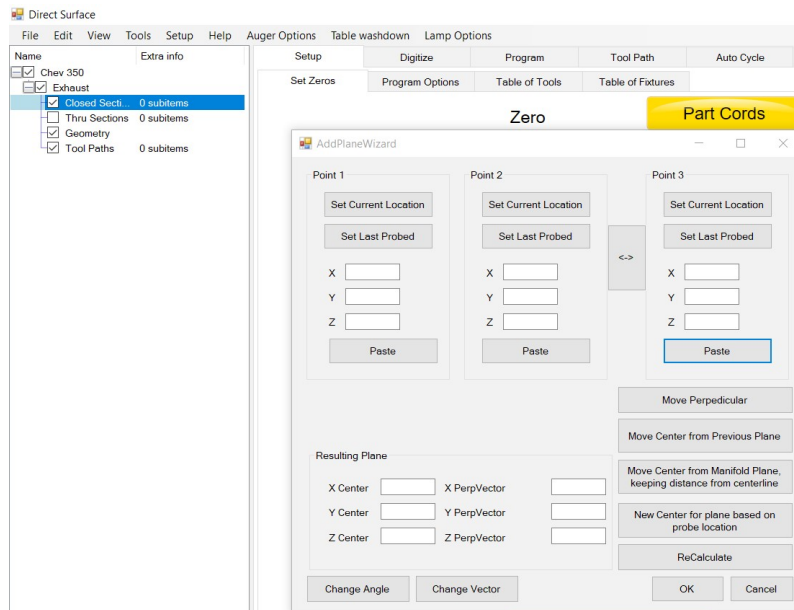 Direct Surface
File Edit View Tools Setup Help Auger Options Table washdown Lamp Options
Name Extra info
Setup Digitize Program Tool Path Auto Cycle
Chev 350
Set Zeros Program Options Table of Tools Table of Fixtures
Exhaust
Closed Secti... 0 subitems
Thru Sections 0 subitems
Geometry
Tool Paths 0 subitems
Zero Part Cords
AddPlaneWizard
Point 1 Point 2 Point 3
Set Current Location Set Current Location Set Current Location
Set Last Probed Set Last Probed Set Last Probed
<->
X X X
Y Y Y
Z Z Z
Paste Paste Paste
Move Perpedicular
Move Center from Previous Plane
Resulting Plane
Move Center from Manifold Plane,
keeping distance from centerline
X Center X PerpVector
Y Center Y PerpVector
Z Center Z PerpVector
New Center for plane based on
probe location
ReCalculate
Change Angle Change Vector OK Cancel